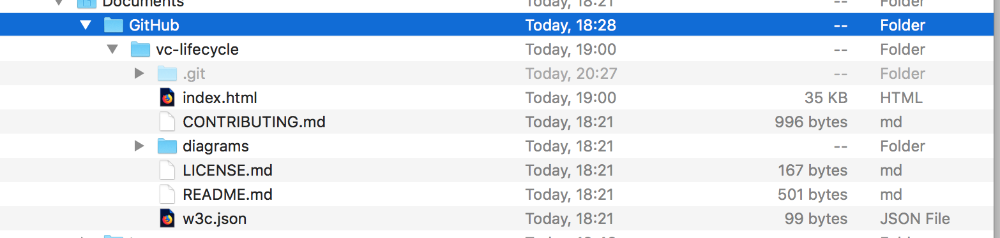 Documents Today, 18:21 -- Folder
GitHub Today, 18:28 -- Folder
vc-lifecycle Today, 19:00 -- Folder
.git Today, 20:27 -- Folder
index.html Today, 19:00 35 KB HTML
CONTRIBUTING.md Today, 18:21 996 bytes md
diagrams Today, 18:21 -- Folder
LICENSE.md Today, 18:21 167 bytes md
README.md Today, 18:21 501 bytes md
w3c.json Today, 18:21 99 bytes JSON File